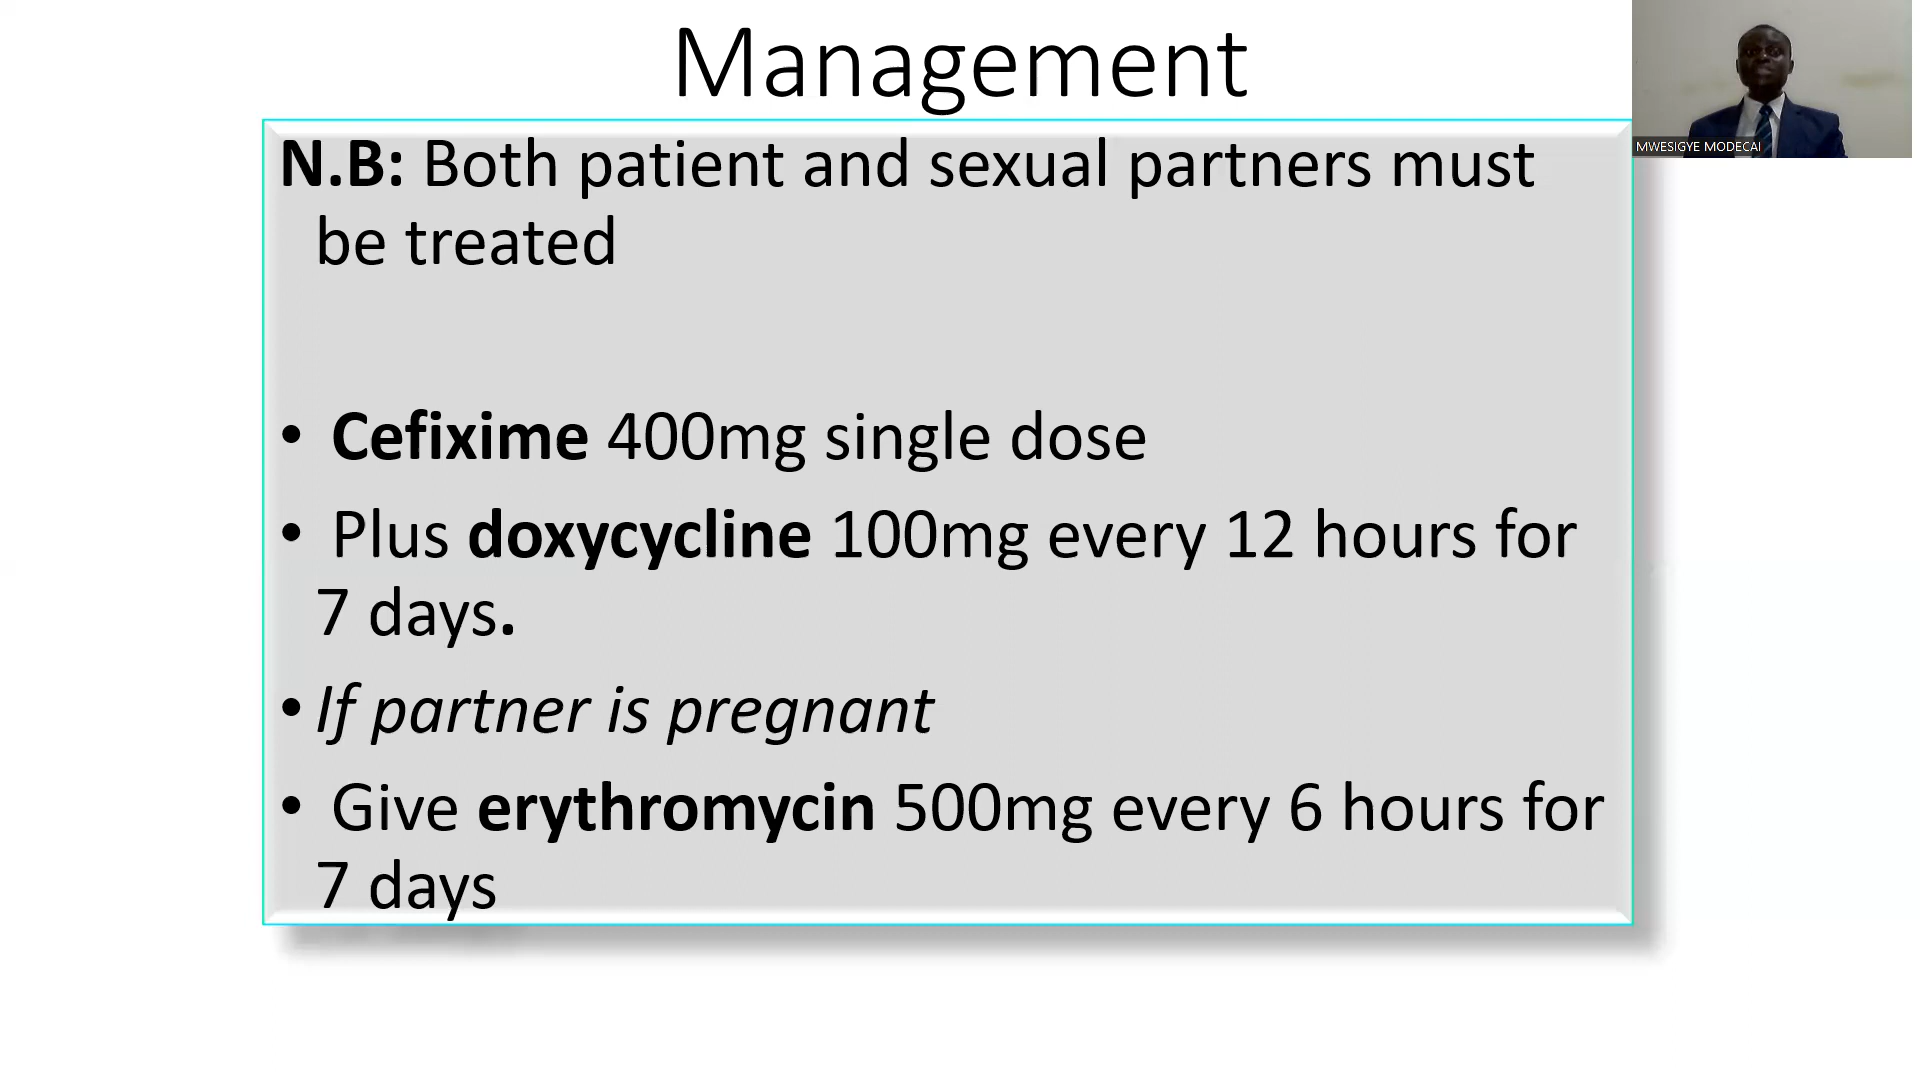 Management
MWESIGYE MODECAI
N.B: Both patient and sexual partners must
be treated
• Cefixime 400mg single dose
• Plus doxycycline 100mg every 12 hours for
7 days.
• If partner is pregnant
• Give erythromycin 500mg every 6 hours for
7 days